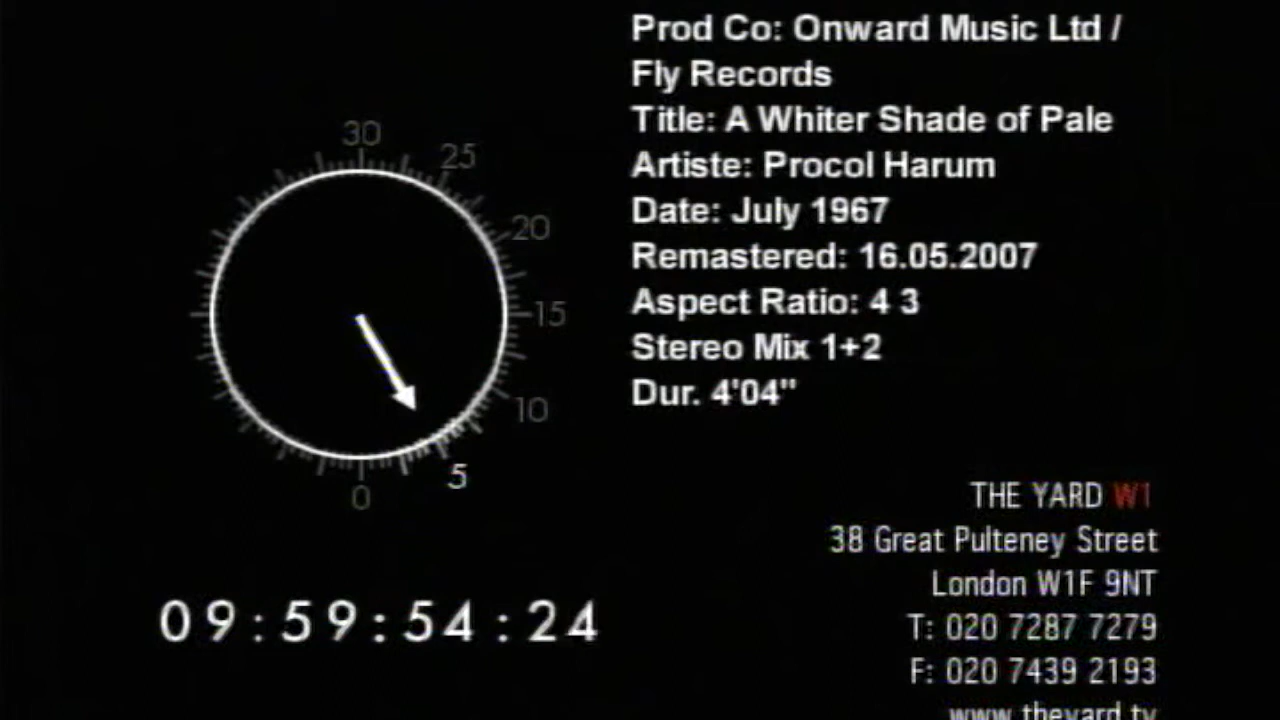 Prod Co: Onward Music Ltd /
Fly Records
Title: A Whiter Shade of Pale
Artiste: Procol Harum
Date: July 1967
Remastered: 16.05.2007
Aspect Ratio: 4 3
Stereo Mix 1+2
Dur. 4'04"
30
25
20
15
10
5
0
09:59:54:24
THE YARD W1
38 Great Pulteney Street
London W1F 9NT
T: 020 7287 7279
F: 020 7439 2193
www.theyard.tv